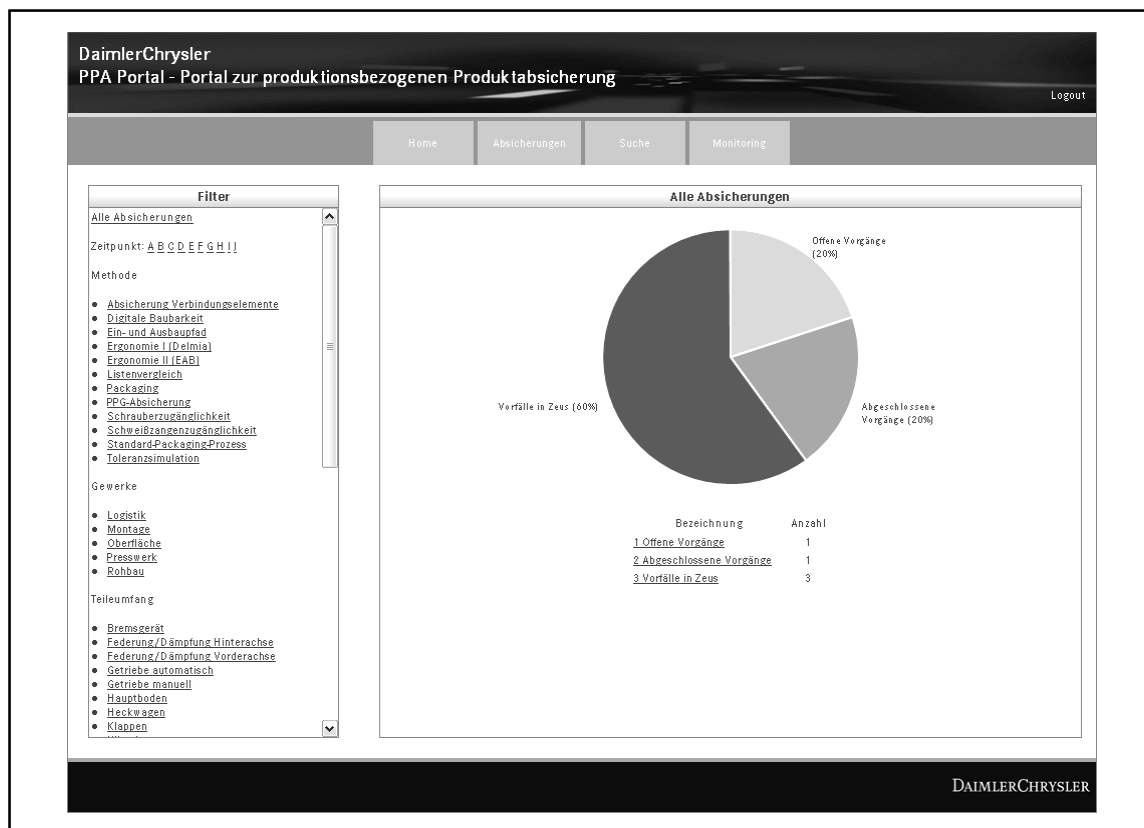 DaimlerChrysler
PPA Portal - Portal zur produktionsbezogenen Produktabsicherung
Logout
Home
Absicherungen
Suche
Monitoring
Filter
Alle Absicherungen
Zeitpunkt: A B C D E F G H I J
Methode
Absicherung Verbindungselemente
Digitale Baubarkeit
Ein- und Ausbaupfad
Ergonomie I (Delmia)
Ergonomie II (EAB)
Listenvergleich
Packaging
PPG-Absicherung
Schrauberzugänglichkeit
Schweißzangenzugänglichkeit
Standard-Packaging-Prozess
Toleranzsimulation
Gewerke
Logistik
Montage
Oberfläche
Presswerk
Rohbau
Teileumfang
Bremsgerät
Federung/Dämpfung Hinterachse
Federung/Dämpfung Vorderachse
Getriebe automatisch
Getriebe manuell
Hauptboden
Heckwagen
Klappen
Alle Absicherungen
Offene Vorgänge
(20%)
Vorfälle in Zeus (60%)
Abgeschlossene
Vorgänge (20%)
Bezeichnung Anzahl
1 Offene Vorgänge 1
2 Abgeschlossene Vorgänge 1
3 Vorfälle in Zeus 3
DAIMLERCHRYSLER